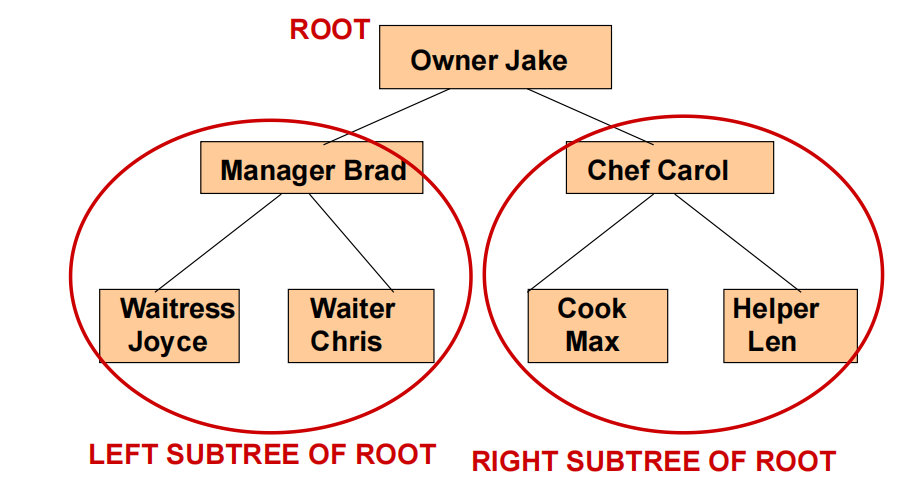 ROOT
Owner Jake
Manager Brad
Chef Carol
Waitress
Joyce
Waiter
Chris
Cook
Max
Helper
Len
LEFT SUBTREE OF ROOT
RIGHT SUBTREE OF ROOT